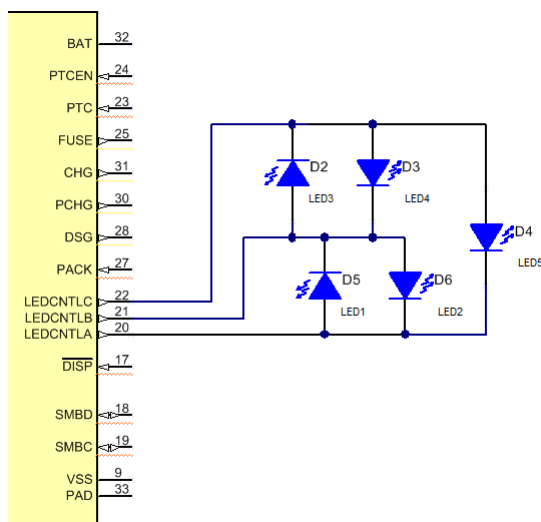 BAT 32
PTCEN 24
PTC 23
FUSE 25
CHG 31
PCHG 30
DSG 28
PACK 27
LEDCNTLC 22
LEDCNTLB 21
LEDCNTLA 20
DISP 17
SMBD 18
SMBC 19
VSS 9
PAD 33
D2
LED3
D3
LED4
D4
LED5
D5
LED1
D6
LED2